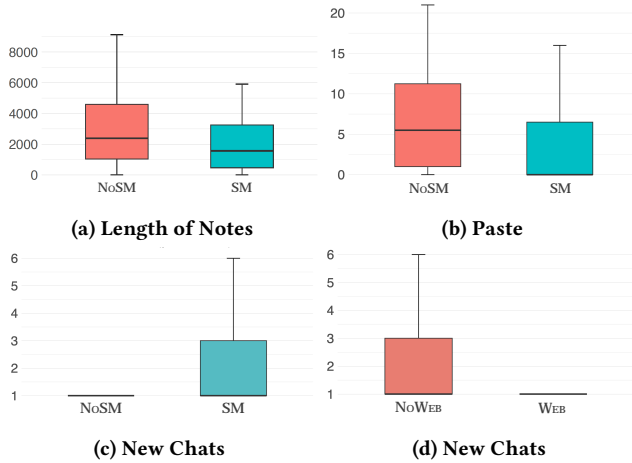 8000
6000
4000
2000
0
NoSM SM
(a) Length of Notes
20
15
10
5
0
NoSM SM
(b) Paste
6
5
4
3
2
1
NoSM SM
(c) New Chats
6
5
4
3
2
1
NoWeb Web
(d) New Chats